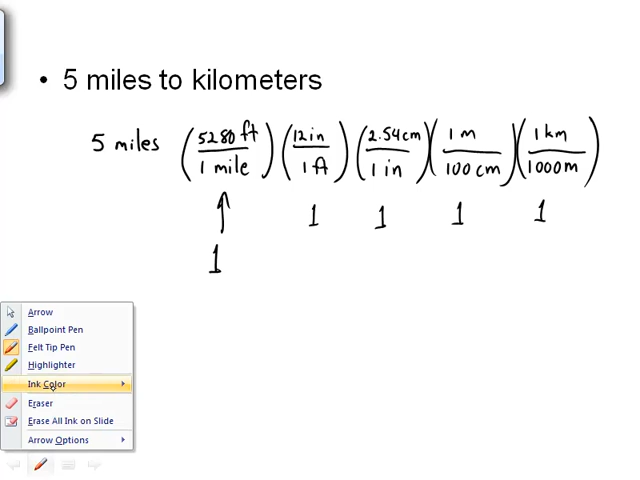 • 5 miles to kilometers
5 miles (5280 ft / 1 mile) (12 in / 1 ft) (2.54 cm / 1 in) (1 m / 100 cm) (1 km / 1000 m)
1 1 1 1
1
Arrow
Ballpoint Pen
Felt Tip Pen
Highlighter
Ink Color
Eraser
Erase All Ink on Slide
Arrow Options